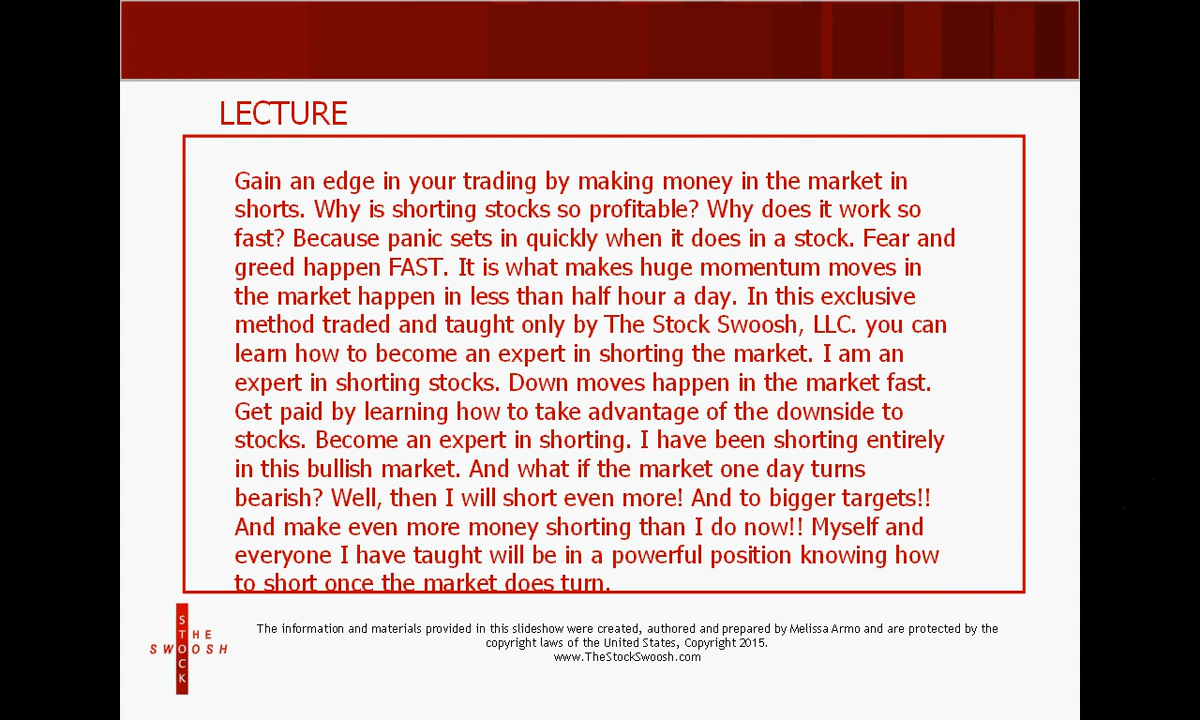 LECTURE
Gain an edge in your trading by making money in the market in
shorts. Why is shorting stocks so profitable? Why does it work so
fast? Because panic sets in quickly when it does in a stock. Fear and
greed happen FAST. It is what makes huge momentum moves in
the market happen in less than half hour a day. In this exclusive
method traded and taught only by The Stock Swoosh, LLC. you can
learn how to become an expert in shorting the market. I am an
expert in shorting stocks. Down moves happen in the market fast.
Get paid by learning how to take advantage of the downside to
stocks. Become an expert in shorting. I have been shorting entirely
in this bullish market. And what if the market one day turns
bearish? Well, then I will short even more! And to bigger targets!!
And make even more money shorting than I do now!! Myself and
everyone I have taught will be in a powerful position knowing how
to short once the market does turn.
THE
STOCK
SWOOSH
The information and materials provided in this slideshow were created, authored and prepared by Melissa Armo and are protected by the
copyright laws of the United States, Copyright 2015.
www.TheStockSwoosh.com